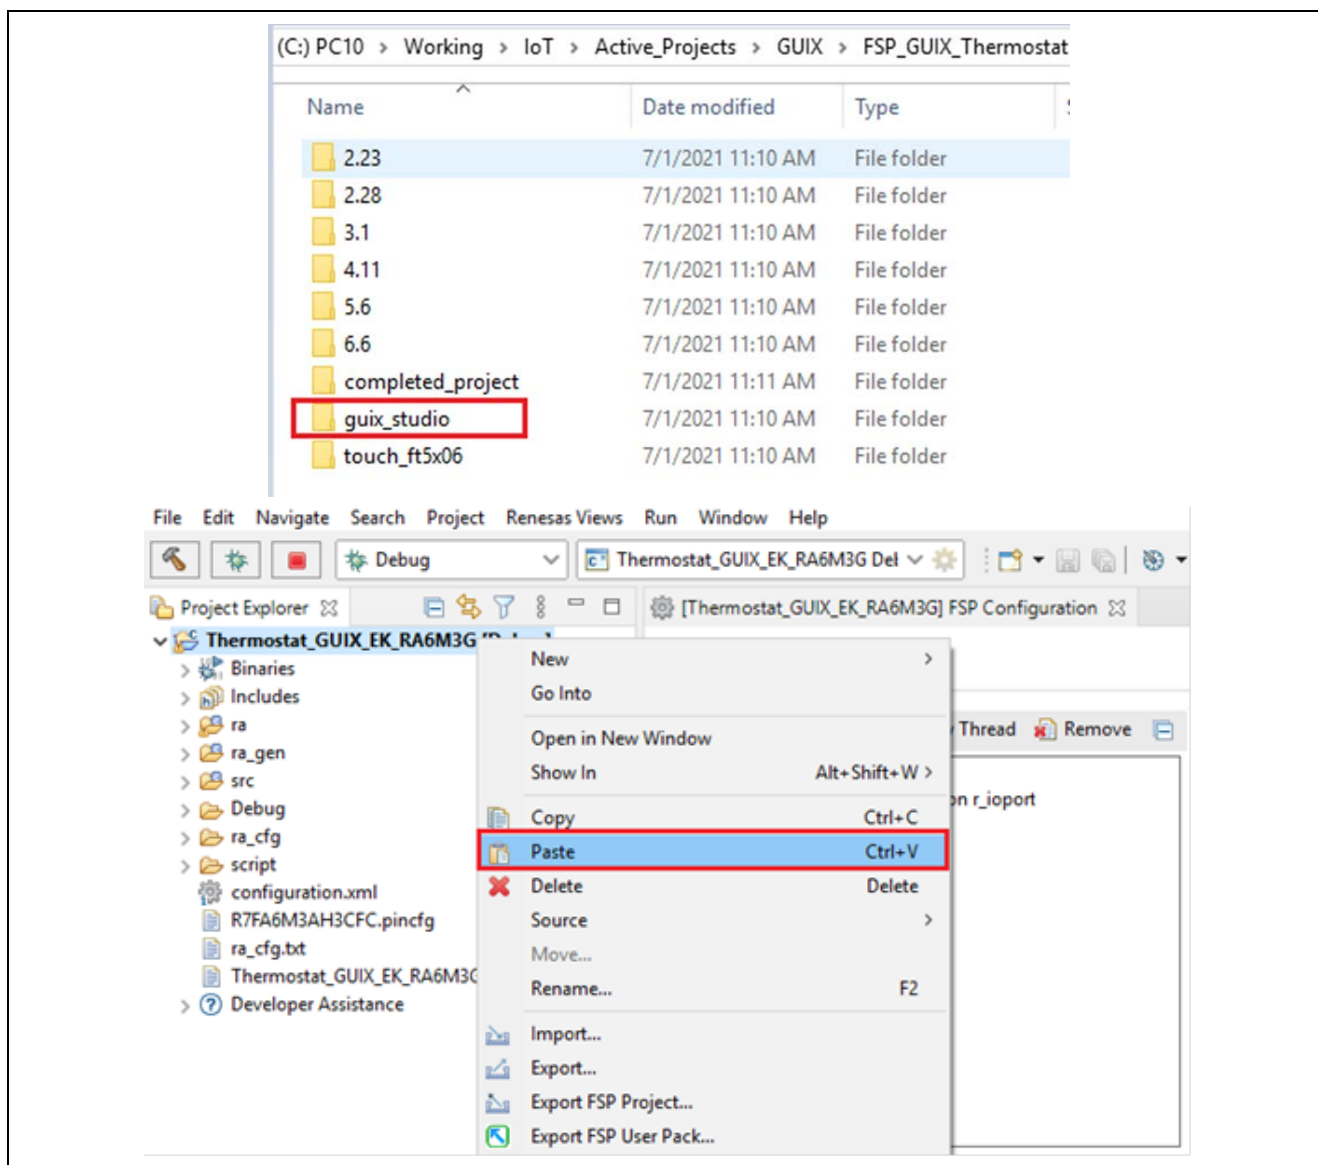 (C:) PC10 > Working > IoT > Active_Projects > GUIX > FSP_GUIX_Thermostat
Name Date modified Type
2.23 7/1/2021 11:10 AM File folder
2.28 7/1/2021 11:10 AM File folder
3.1 7/1/2021 11:10 AM File folder
4.11 7/1/2021 11:10 AM File folder
5.6 7/1/2021 11:10 AM File folder
6.6 7/1/2021 11:10 AM File folder
completed_project 7/1/2021 11:11 AM File folder
guix_studio 7/1/2021 11:10 AM File folder
touch_ft5x06 7/1/2021 11:10 AM File folder
File Edit Navigate Search Project Renesas Views Run Window Help
Debug Thermostat_GUIX_EK_RA6M3G
Project Explorer [Thermostat_GUIX_EK_RA6M3G] FSP Configuration
Thermostat_GUIX_EK_RA6M3G
Binaries
Includes
ra
ra_gen
src
Debug
ra_cfg
script
configuration.xml
R7FA6M3AH3CFC.pincfg
ra_cfg.txt
Thermostat_GUIX_EK_RA6M3G
Developer Assistance
New >
Go Into
Open in New Window
Show In Alt+Shift+W >
Copy Ctrl+C
Paste Ctrl+V
Delete Delete
Source >
Move...
Rename... F2
Import...
Export...
Export FSP Project...
Export FSP User Pack...
Thread Remove
r_ioport